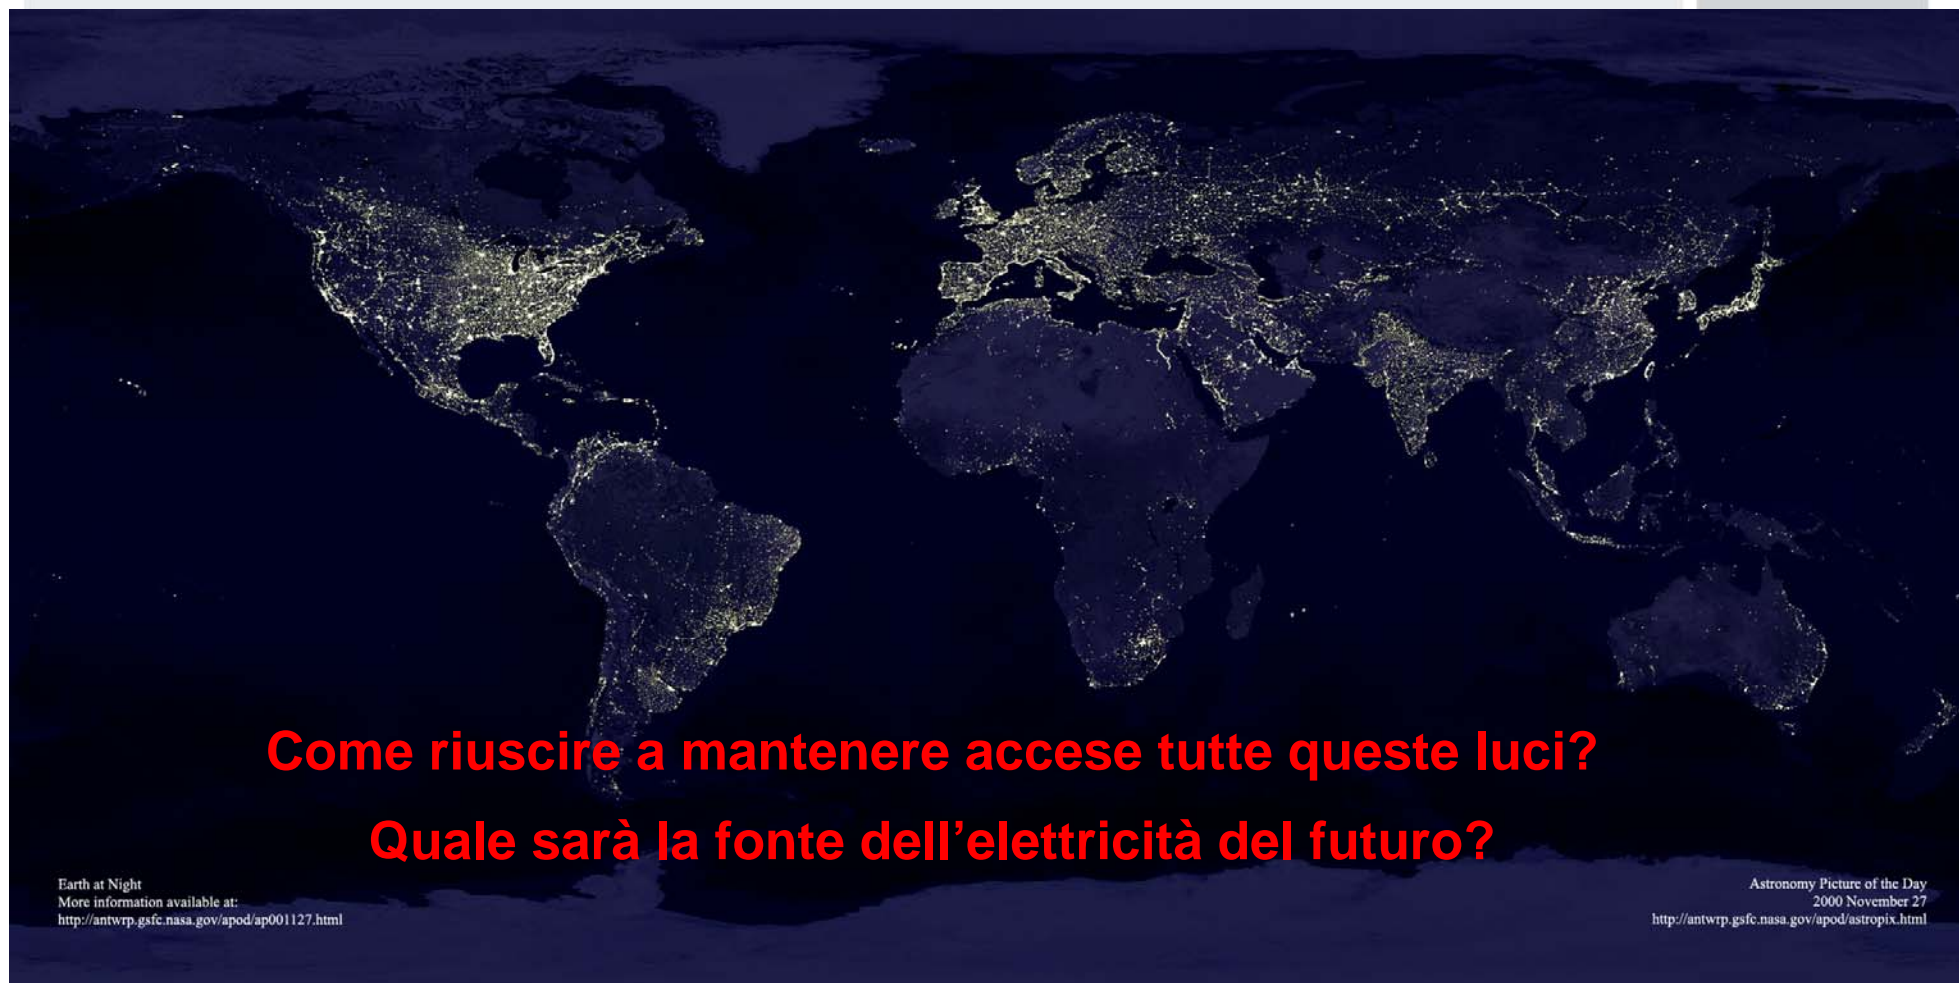 Come riuscire a mantenere accese tutte queste luci?
Quale sarà la fonte dell’elettricità del futuro?
Earth at Night
More information available at:
http://antwrp.gsfc.nasa.gov/apod/ap001127.html
Astronomy Picture of the Day
2000 November 27
http://antwrp.gsfc.nasa.gov/apod/astropix.html